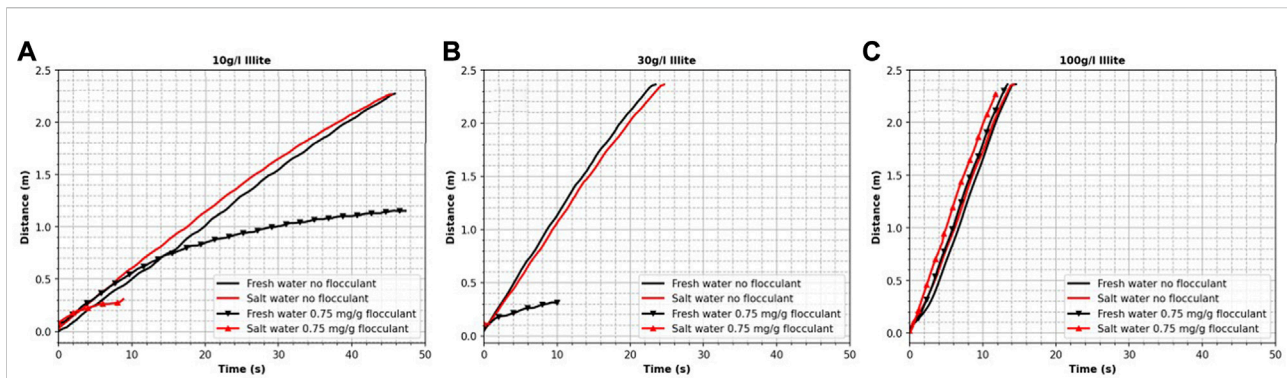 A
10g/l Illite
Distance (m)
2.5
2.0
1.5
1.0
0.5
0.0
0
10
20
30
40
50
Time (s)
Fresh water no flocculant
Salt water no flocculant
Fresh water 0.75 mg/g flocculant
Salt water 0.75 mg/g flocculant
B
30g/l Illite
Distance (m)
2.5
2.0
1.5
1.0
0.5
0.0
0
10
20
30
40
50
Time (s)
Fresh water no flocculant
Salt water no flocculant
Fresh water 0.75 mg/g flocculant
Salt water 0.75 mg/g flocculant
C
100g/l Illite
Distance (m)
2.5
2.0
1.5
1.0
0.5
0.0
0
10
20
30
40
50
Time (s)
Fresh water no flocculant
Salt water no flocculant
Fresh water 0.75 mg/g flocculant
Salt water 0.75 mg/g flocculant